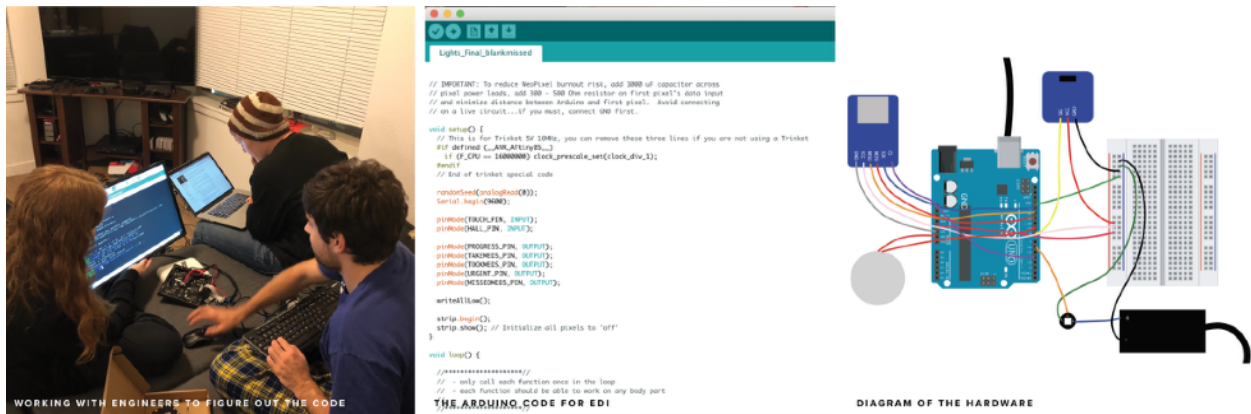 WORKING WITH ENGINEERS TO FIGURE OUT THE CODE
Lights_Final_blankmissed
// IMPORTANT: To reduce NeoPixel burnout risk, add 1000 uF capacitor across
// pixel power leads, add 300 - 500 Ohm resistor on first pixel's data input
// and minimize distance between Arduino and first pixel. Avoid connecting
// on a live circuit...if you must, connect GND first.
void setup() {
// This is for Trinket 5V 16MHz, you can remove these three lines if you are not using a Trinket
#if defined (__AVR_ATtiny85__)
if (F_CPU == 16000000) clock_prescale_set(clock_div_1);
#endif
// End of trinket special code
randomSeed(analogRead(0));
Serial.begin(9600);
pinMode(TOUCH_PIN, INPUT);
pinMode(HALL_PIN, INPUT);
pinMode(PROGRESS_PIN, OUTPUT);
pinMode(TAKEMEDS_PIN, OUTPUT);
pinMode(TOOKMEDS_PIN, OUTPUT);
pinMode(URGENT_PIN, OUTPUT);
pinMode(MISSEDMEDS_PIN, OUTPUT);
writeAllLow();
strip.begin();
strip.show(); // Initialize all pixels to 'off'
}
void loop() {
//********************//
// - only call each function once in the loop
// - each function should be able to work on any body part
//********************//
THE ARDUINO CODE FOR EDI
UNO
DIAGRAM OF THE HARDWARE